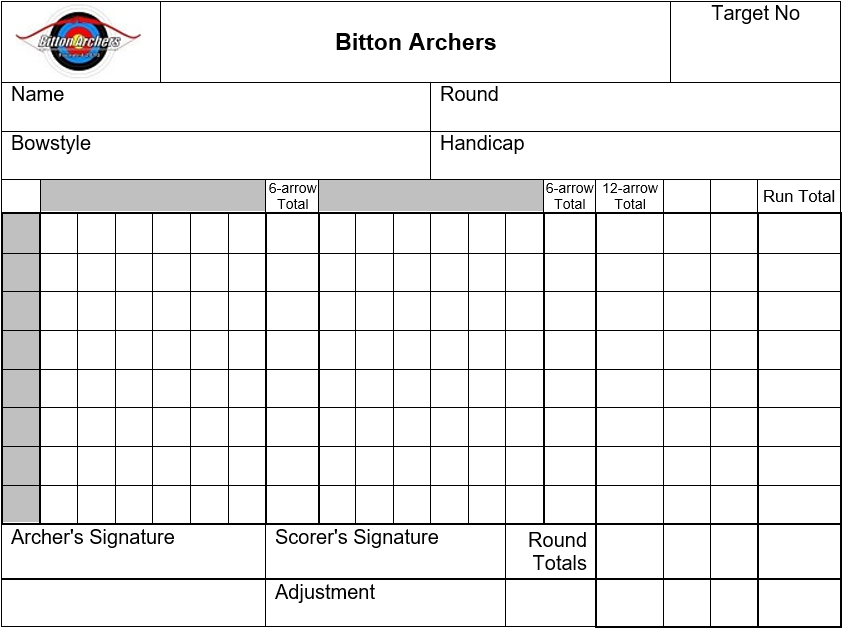 Bitton Archers
Bitton Archers
Target No
Name
Round
Bowstyle
Handicap
6-arrow
Total
6-arrow
Total
12-arrow
Total
Run Total
Archer's Signature
Scorer's Signature
Round
Totals
Adjustment